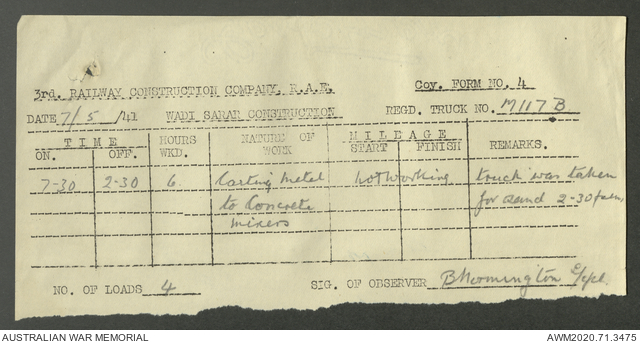 3rd. RAILWAY CONSTRUCTION COMPANY, R.A.E. Coy. FORM NO. 4
DATE 7/5/41 WADI SARAR CONSTRUCTION REGD. TRUCK NO. M117B
TIME HOURS NATURE OF MILEAGE
ON. OFF. WKD. WORK START FINISH REMARKS.
7-30 2-30 6 Carting metal not working truck was taken
to Concrete for sand 2-30 pm
mixers
NO. OF LOADS 4 SIG. OF OBSERVER
AUSTRALIAN WAR MEMORIAL AWM2020.71.3475